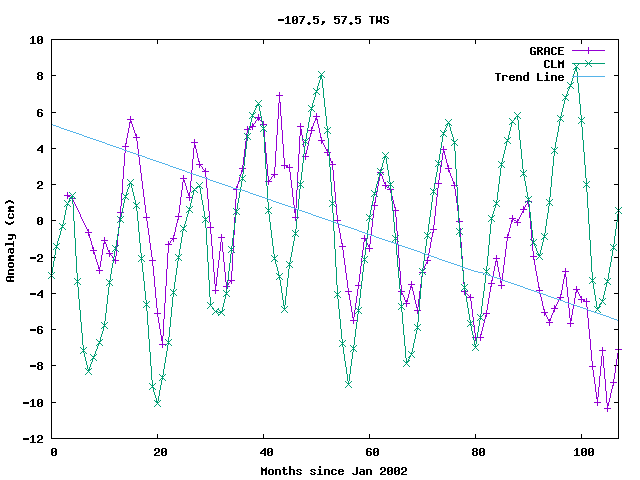 -107.5, 57.5 TWS
GRACE
CLM
Trend Line
Anomaly (cm)
10
8
6
4
2
0
-2
-4
-6
-8
-10
-12
0 20 40 60 80 100
Months since Jan 2002